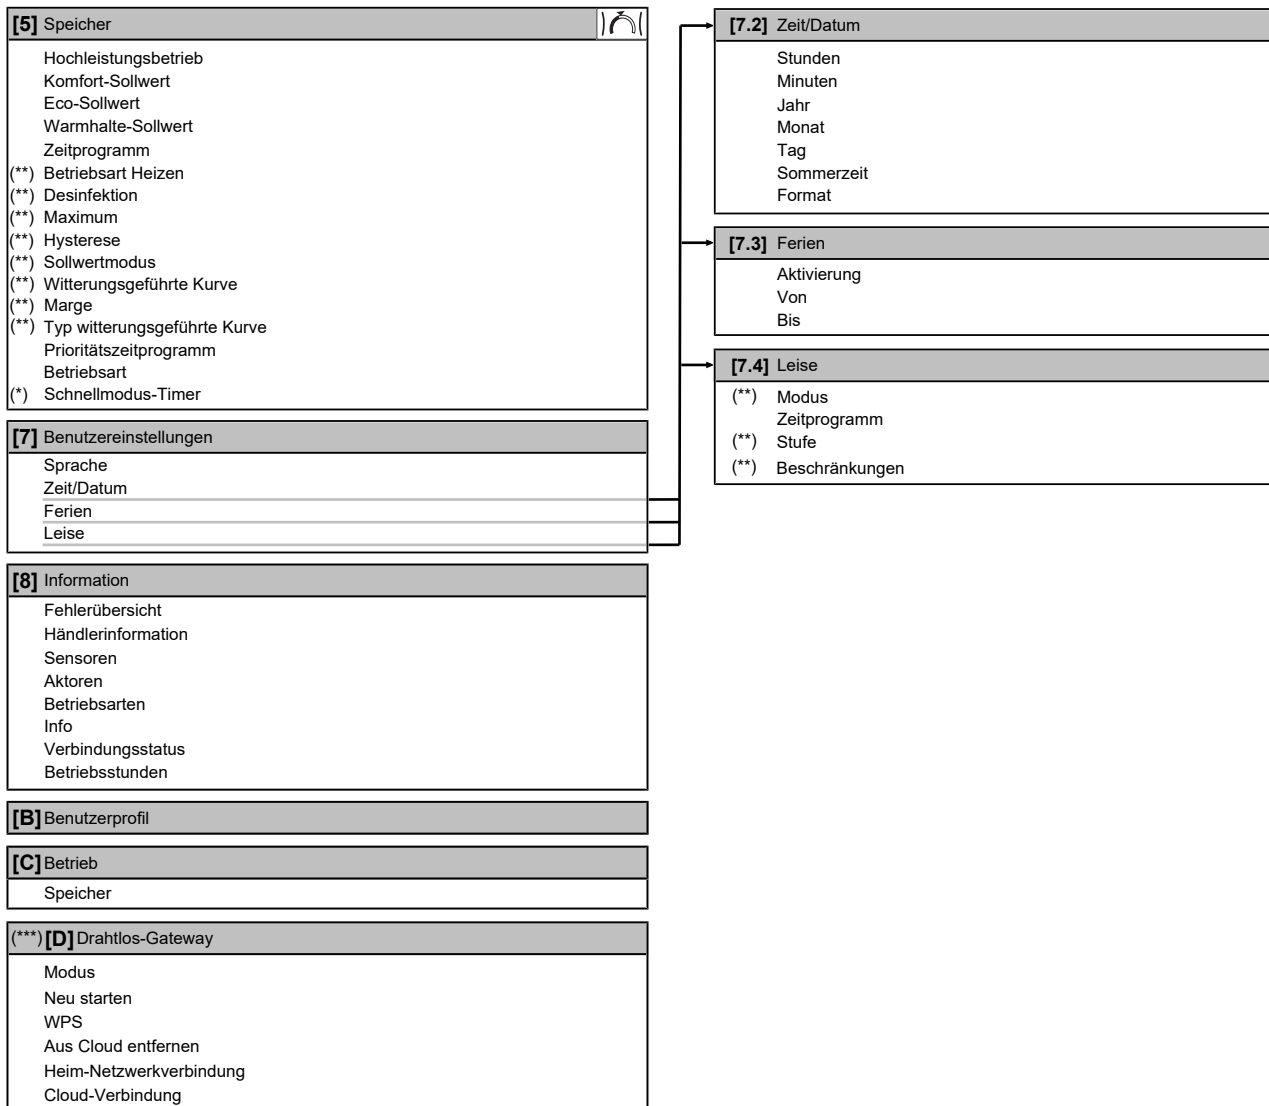 [5] Speicher
Hochleistungsbetrieb
Komfort-Sollwert
Eco-Sollwert
Warmhalte-Sollwert
Zeitprogramm
(**) Betriebsart Heizen
(**) Desinfektion
(**) Maximum
(**) Hysterese
(**) Sollwertmodus
(**) Witterungsgeführte Kurve
(**) Marge
(**) Typ witterungsgeführte Kurve
Prioritätszeitprogramm
Betriebsart
(*) Schnellmodus-Timer
[7] Benutzereinstellungen
Sprache
Zeit/Datum
Ferien
Leise
[8] Information
Fehlerübersicht
Händlerinformation
Sensoren
Aktoren
Betriebsarten
Info
Verbindungsstatus
Betriebsstunden
[B] Benutzerprofil
[C] Betrieb
Speicher
(***) [D] Drahtlos-Gateway
Modus
Neu starten
WPS
Aus Cloud entfernen
Heim-Netzwerkverbindung
Cloud-Verbindung
[7.2] Zeit/Datum
Stunden
Minuten
Jahr
Monat
Tag
Sommerzeit
Format
[7.3] Ferien
Aktivierung
Von
Bis
[7.4] Leise
(**) Modus
Zeitprogramm
(**) Stufe
(**) Beschränkungen